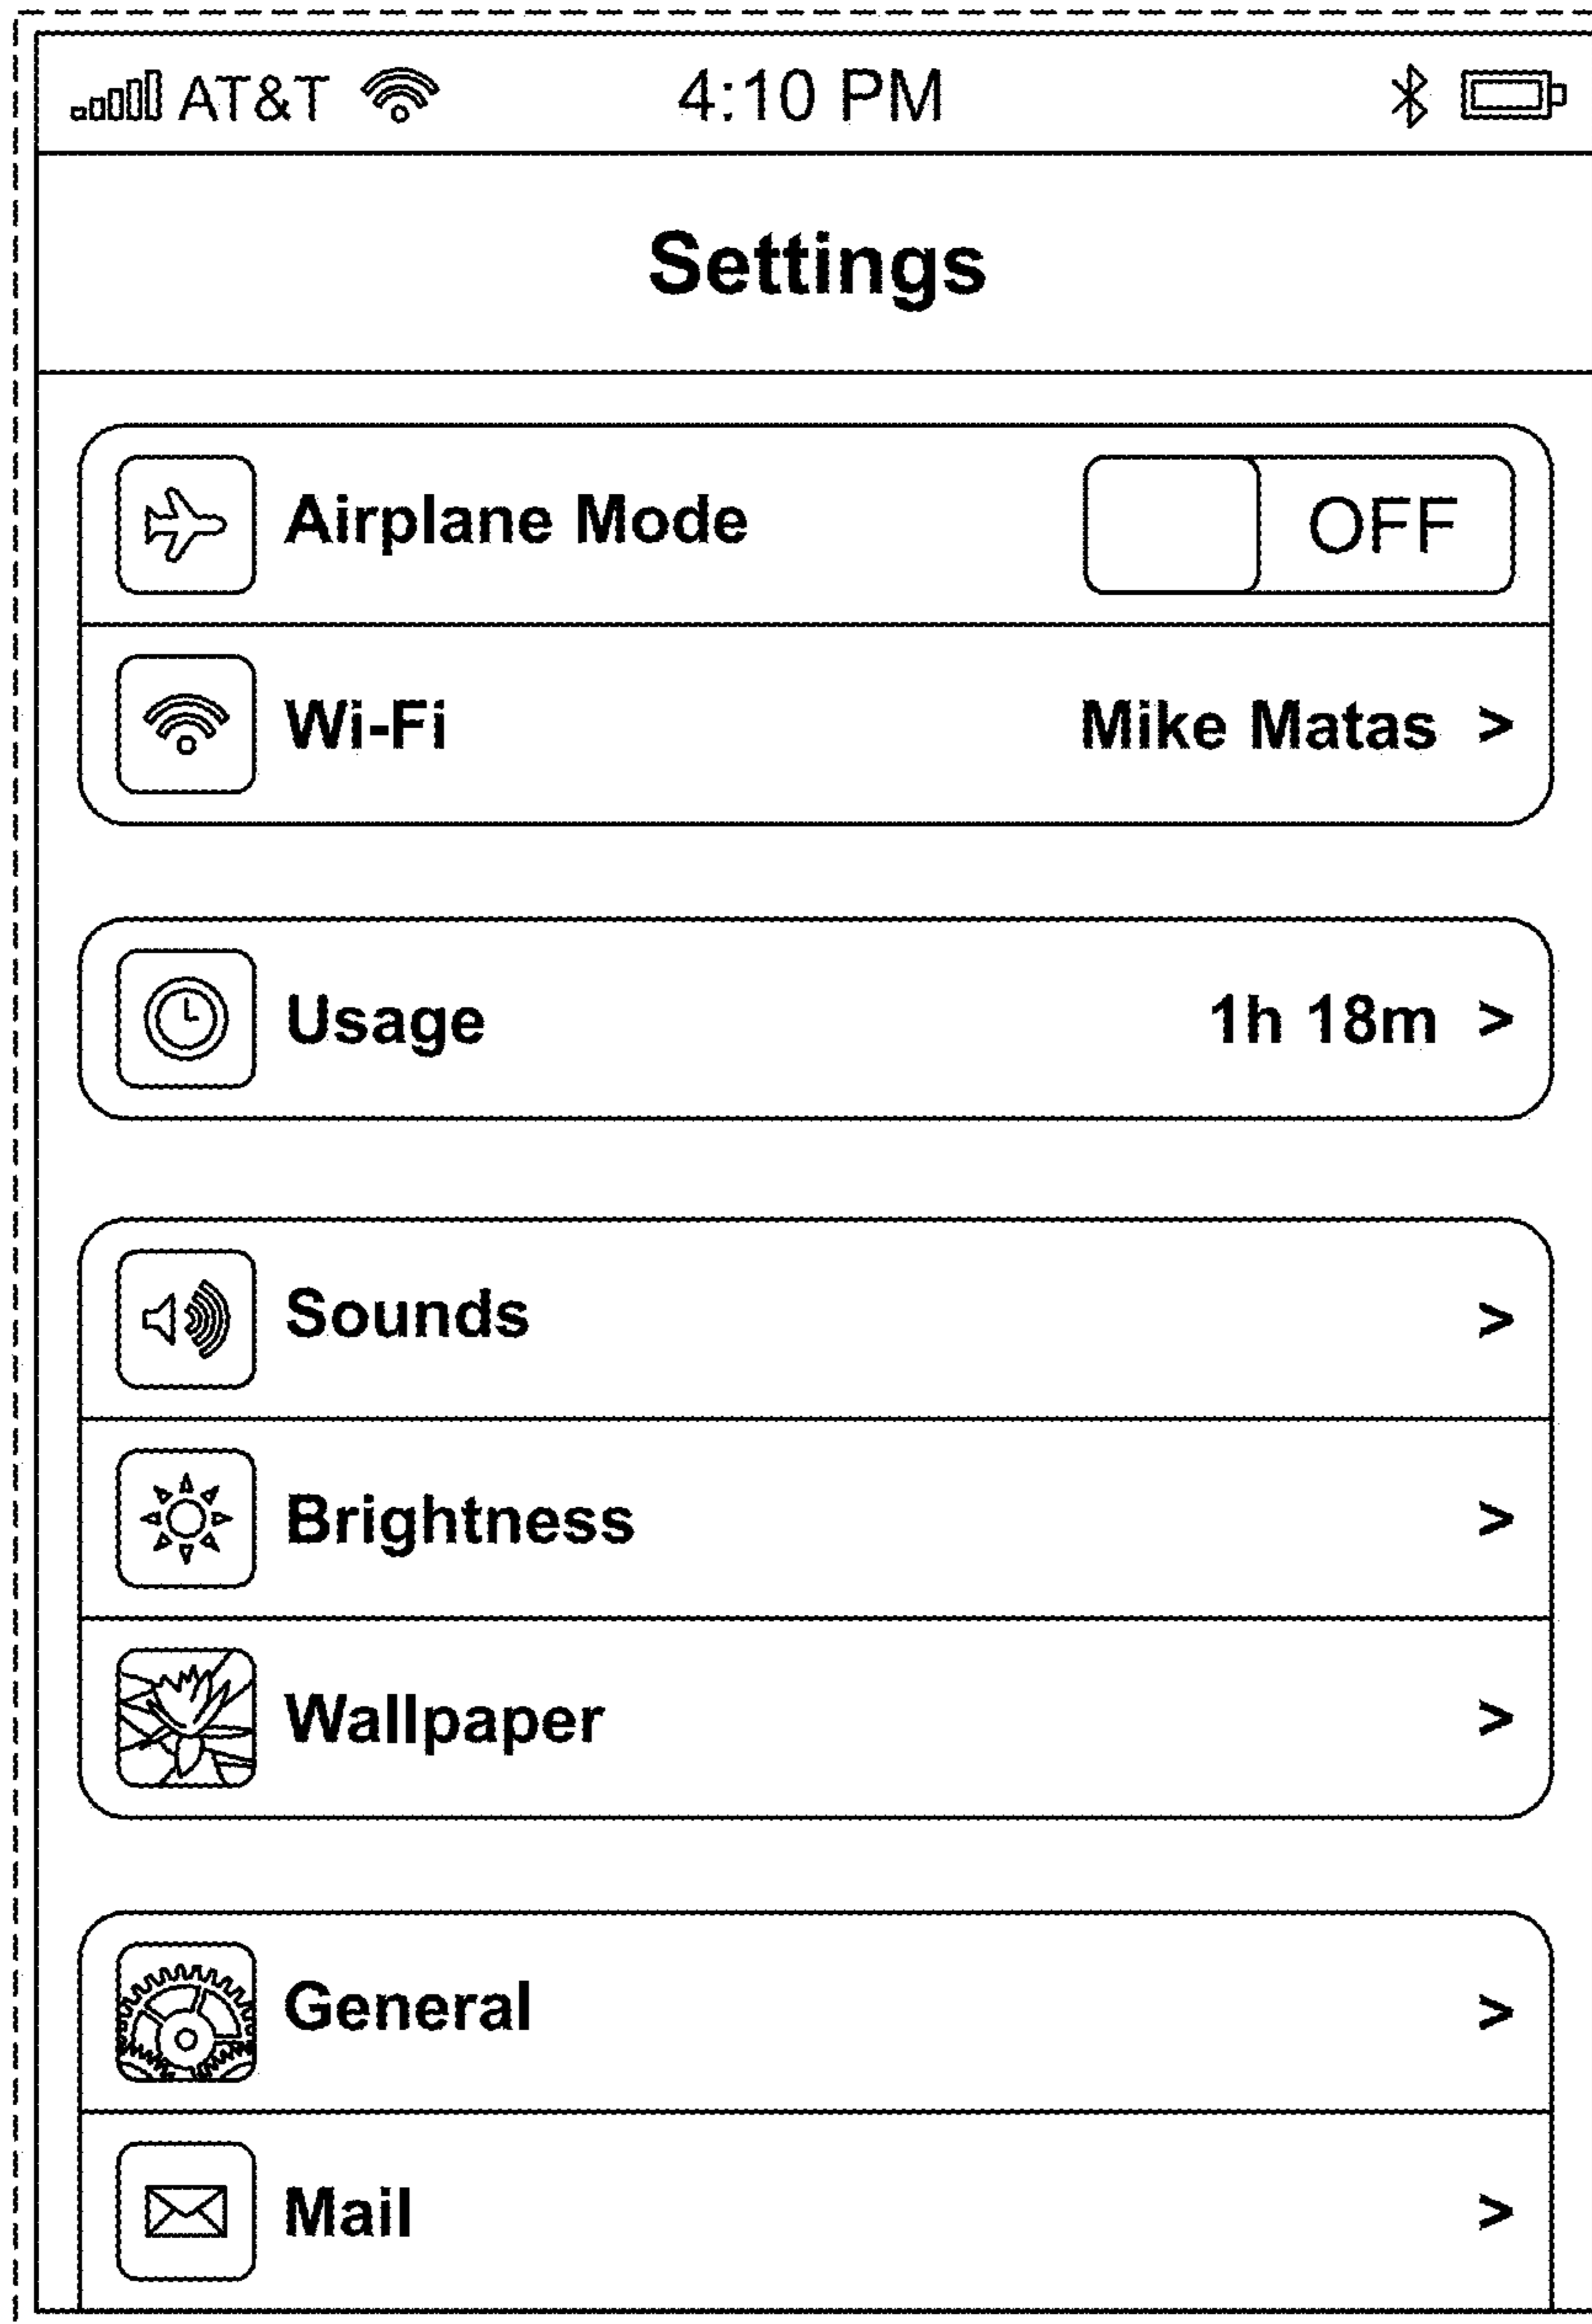 AT&T 4:10 PM
Settings
Airplane Mode OFF
Wi-Fi Mike Matas >
Usage 1h 18m >
Sounds >
Brightness >
Wallpaper >
General >
Mail >